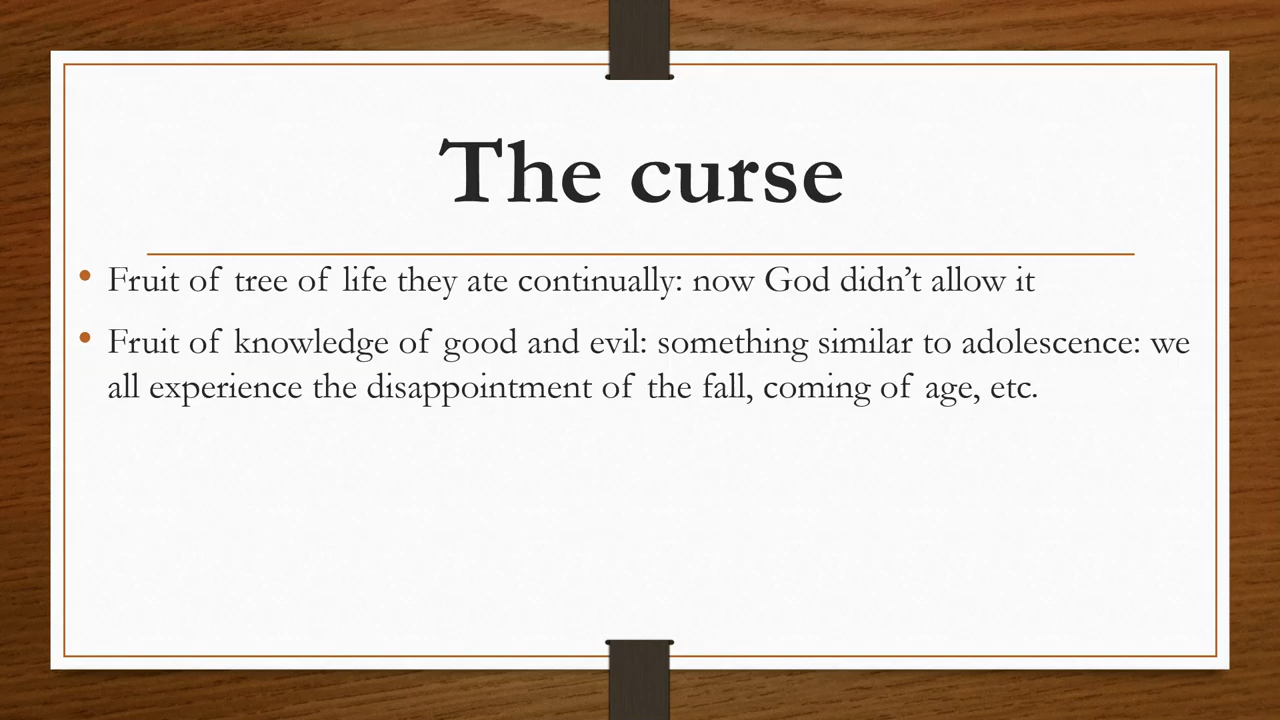 The curse
• Fruit of tree of life they ate continually: now God didn’t allow it
• Fruit of knowledge of good and evil: something similar to adolescence: we
all experience the disappointment of the fall, coming of age, etc.